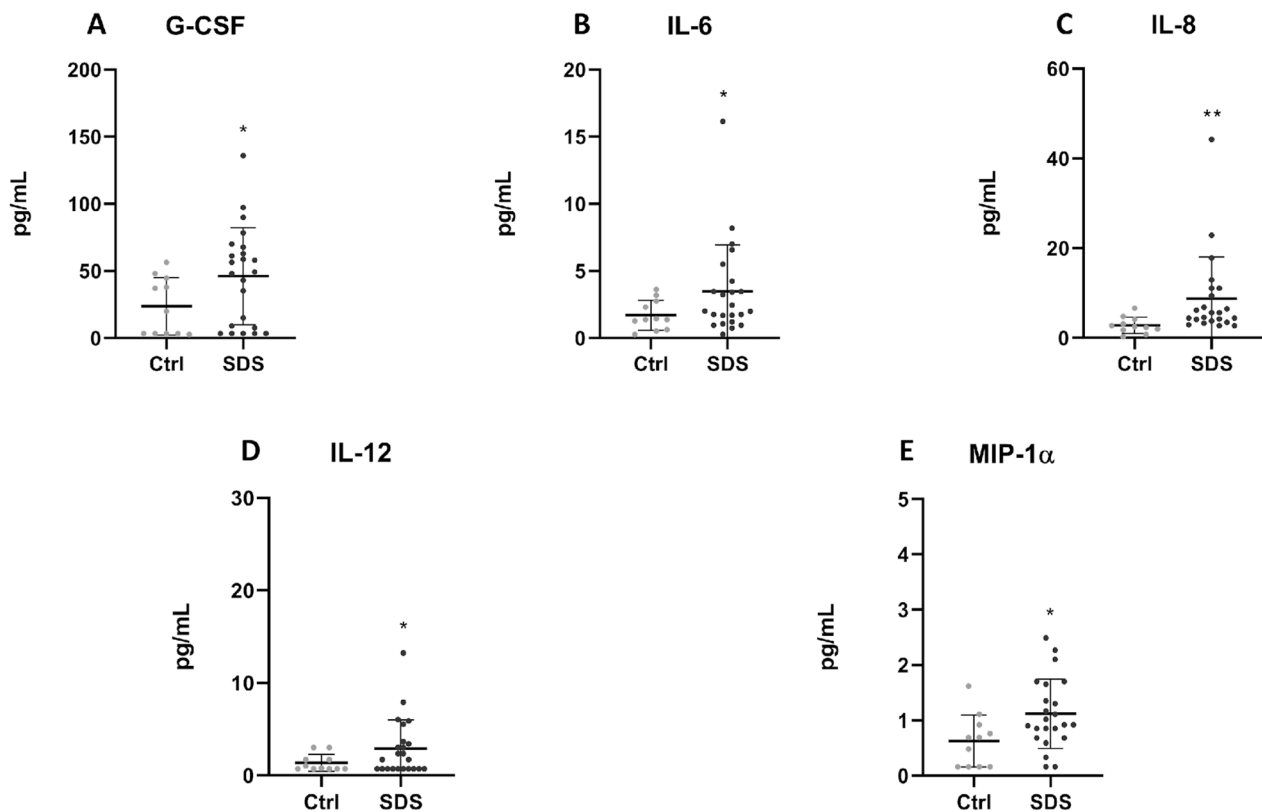 A G-CSF
200
150
100
50
0
pg/mL
*
Ctrl SDS
B IL-6
20
15
10
5
0
pg/mL
*
Ctrl SDS
C IL-8
60
40
20
0
pg/mL
**
Ctrl SDS
D IL-12
30
20
10
0
pg/mL
*
Ctrl SDS
E MIP-1α
5
4
3
2
1
0
pg/mL
*
Ctrl SDS